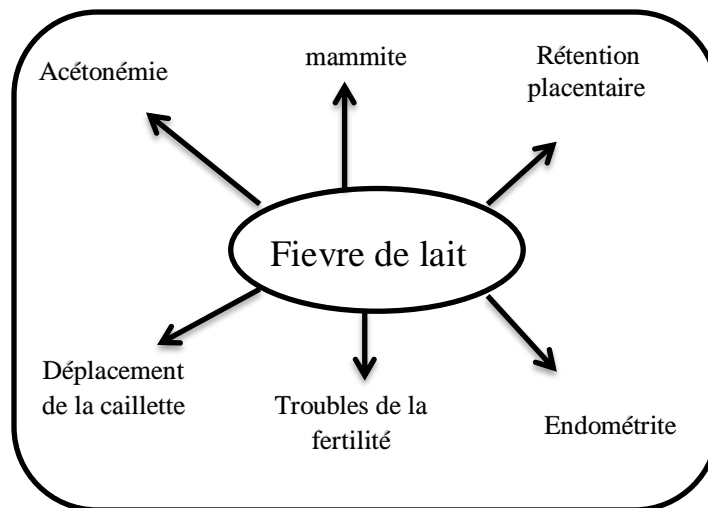 Acétonémie
mammite
Rétention
placentaire
Fievre de lait
Déplacement
de la caillette
Troubles de la
fertilité
Endométrite